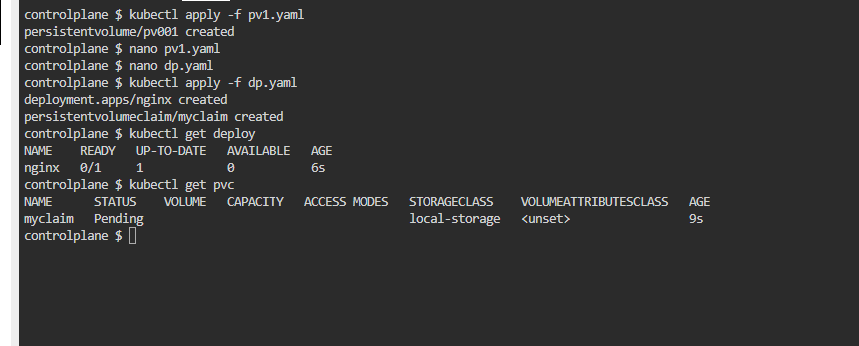 controlplane $ kubectl apply -f pv1.yaml
persistentvolume/pv001 created
controlplane $ nano pv1.yaml
controlplane $ nano dp.yaml
controlplane $ kubectl apply -f dp.yaml
deployment.apps/nginx created
persistentvolumeclaim/myclaim created
controlplane $ kubectl get deploy
NAME    READY   UP-TO-DATE   AVAILABLE   AGE
nginx   0/1     1            0           6s
controlplane $ kubectl get pvc
NAME      STATUS    VOLUME   CAPACITY   ACCESS MODES   STORAGECLASS    VOLUMEATTRIBUTESCLASS   AGE
myclaim   Pending                                      local-storage   <unset>                 9s
controlplane $